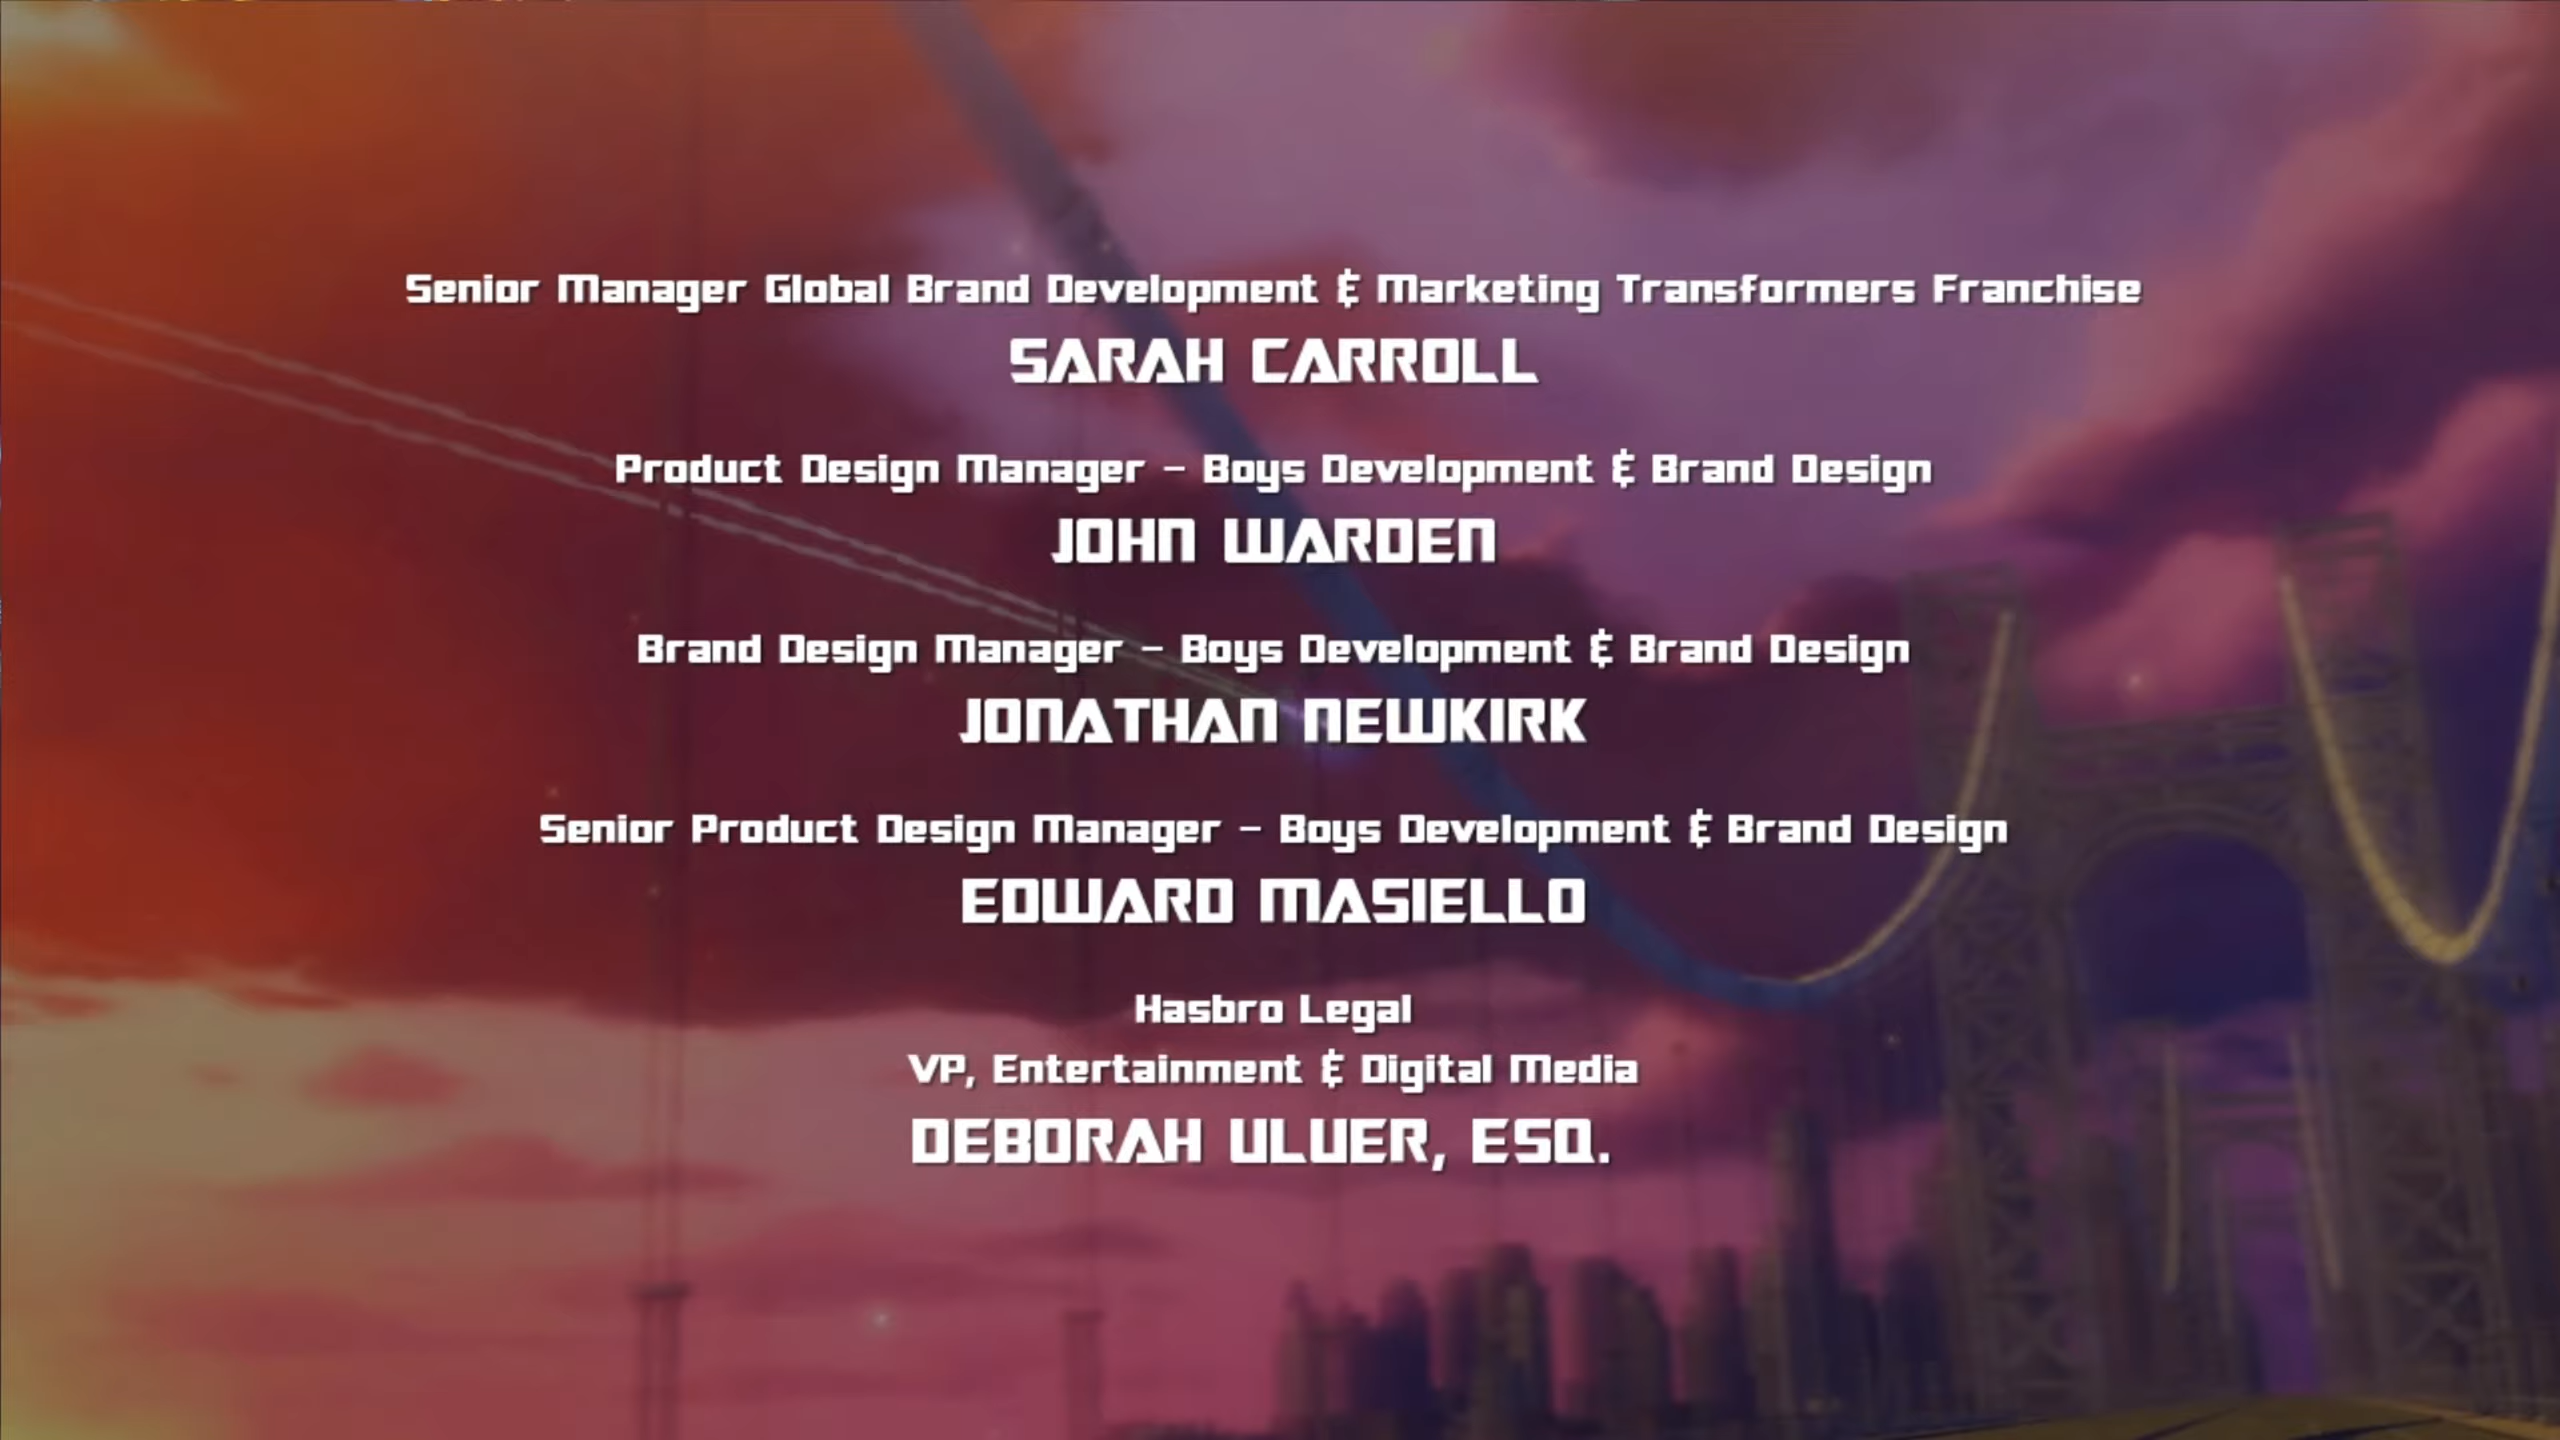 Senior Manager Global Brand Development & Marketing Transformers Franchise
SARAH CARROLL
Product Design Manager - Boys Development & Brand Design
JOHN WARDEN
Brand Design Manager - Boys Development & Brand Design
JONATHAN NEWKIRK
Senior Product Design Manager - Boys Development & Brand Design
EDWARD MASIELLO
Hasbro Legal
VP, Entertainment & Digital Media
DEBORAH ULUER, ESQ.